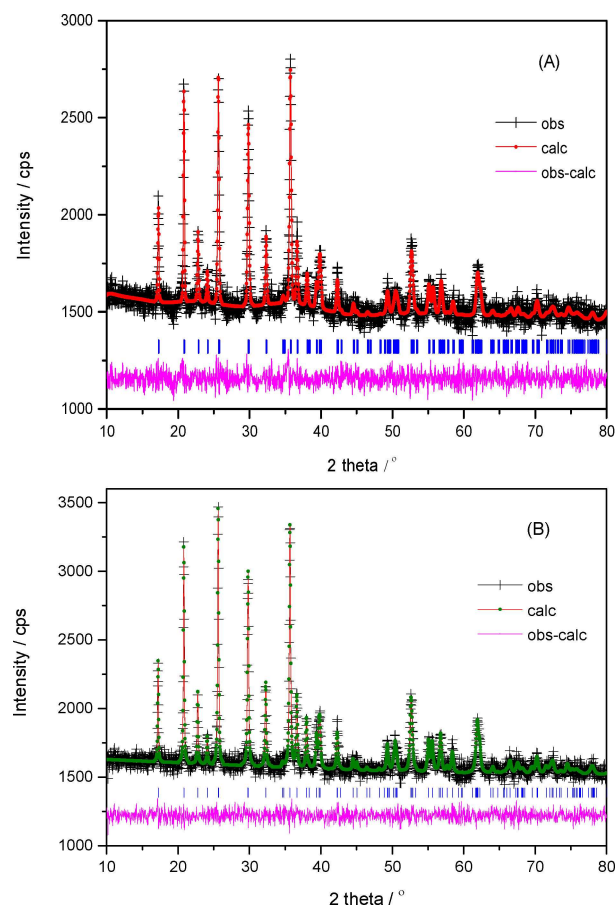 3000
(A)
obs
2500
calc
obs-calc
Intensity / cps
2000
1500
1000
10 20 30 40 50 60 70 80
2 theta / °
3500
(B)
3000
obs
calc
2500
obs-calc
Intensity / cps
2000
1500
1000
10 20 30 40 50 60 70 80
2 theta / °